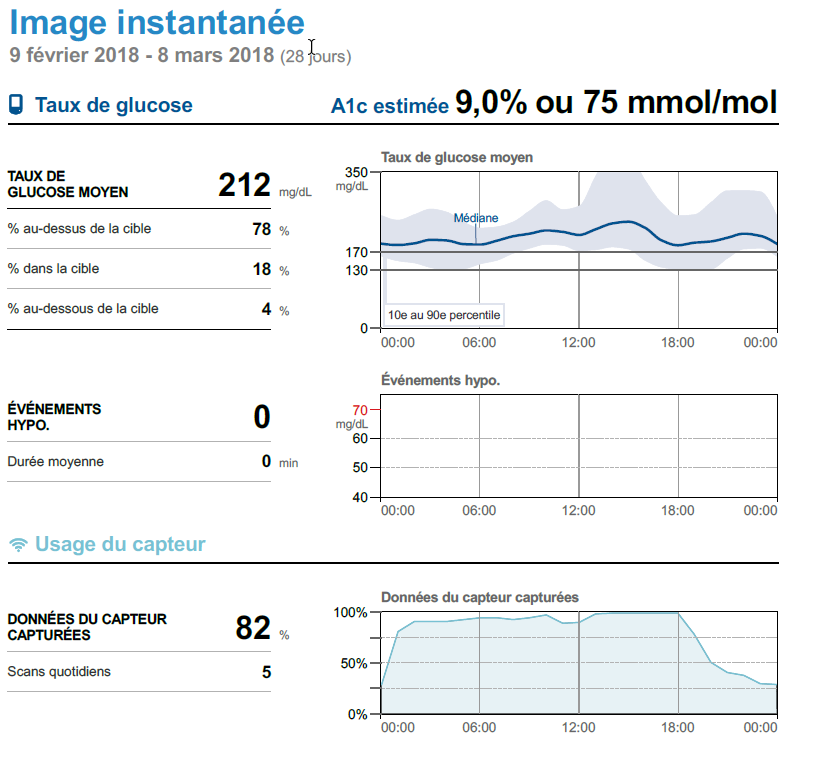 Image instantanée
9 février 2018 - 8 mars 2018 (28 jours)
Taux de glucose
A1c estimée 9,0% ou 75 mmol/mol
TAUX DE
GLUCOSE MOYEN
212 mg/dL
% au-dessus de la cible 78 %
% dans la cible 18 %
% au-dessous de la cible 4 %
Taux de glucose moyen
350
mg/dL
Médiane
170
130
10e au 90e percentile
0
00:00 06:00 12:00 18:00 00:00
ÉVÉNEMENTS
HYPO.
0
Durée moyenne 0 min
Événements hypo.
70
mg/dL
60
50
40
00:00 06:00 12:00 18:00 00:00
Usage du capteur
DONNÉES DU CAPTEUR
CAPTURÉES
82 %
Scans quotidiens 5
Données du capteur capturées
100%
50%
0%
00:00 06:00 12:00 18:00 00:00